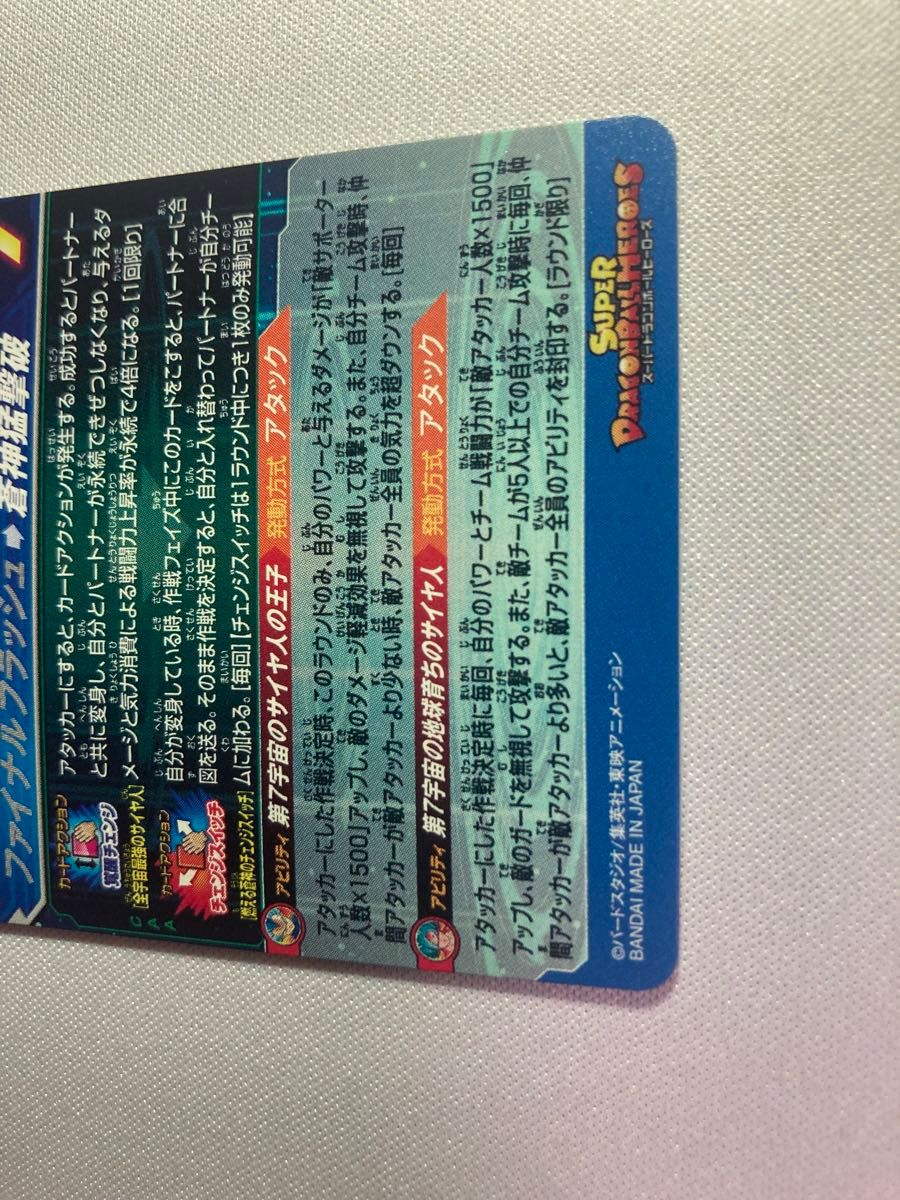 ファイナルフラッシュ➡蒼神猛撃破
カードアクション
覚醒チェンジ
[全宇宙最強のサイヤ人]
アタッカーにすると、カードアクションが発生する。成功するとパートナー
と共に変身し、自分とパートナーが永続できぜつしなくなり、与えるダ
メージと気力消費による戦闘力上昇率が永続で4倍になる。[1回限り]
CAA
カードアクション
チェンジスイッチ
[燃える蒼神のチェンジスイッチ]
自分が変身している時、作戦フェイズ中にこのカードをこすると、パートナーに合
図を送る。そのまま作戦を決定すると、自分と入れ替わってパートナーが自分チー
ムに加わる。[毎回] [チェンジスイッチは1ラウンド中につき1枚のみ発動可能]
アビリティ 第7宇宙のサイヤ人の王子 発動方式 アタック
アタッカーにした作戦決定時、このラウンドのみ、自分のパワーと与えるダメージが「敵サポーター
人数×1500」アップし、敵のダメージ軽減効果を無視して攻撃する。また、自分チーム攻撃時、仲
間アタッカーが敵アタッカーより少ない時、敵アタッカー全員の気力を超ダウンする。[毎回]
アビリティ 第7宇宙の地球育ちのサイヤ人 発動方式 アタック
アタッカーにした作戦決定時に毎回、自分のパワーとチーム戦闘力が「敵アタッカー人数×1500」
アップし、敵のガードを無視して攻撃する。また、敵チームが5人以上での自分チーム攻撃時に毎回、仲
間アタッカーが敵アタッカーより多いと、敵アタッカー全員のアビリティを封印する。[ラウンド限り]
©バードスタジオ/集英社・東映アニメーション
BANDAI MADE IN JAPAN
SUPER
DRAGONBALL HEROES
スーパードラゴンボールヒーローズ